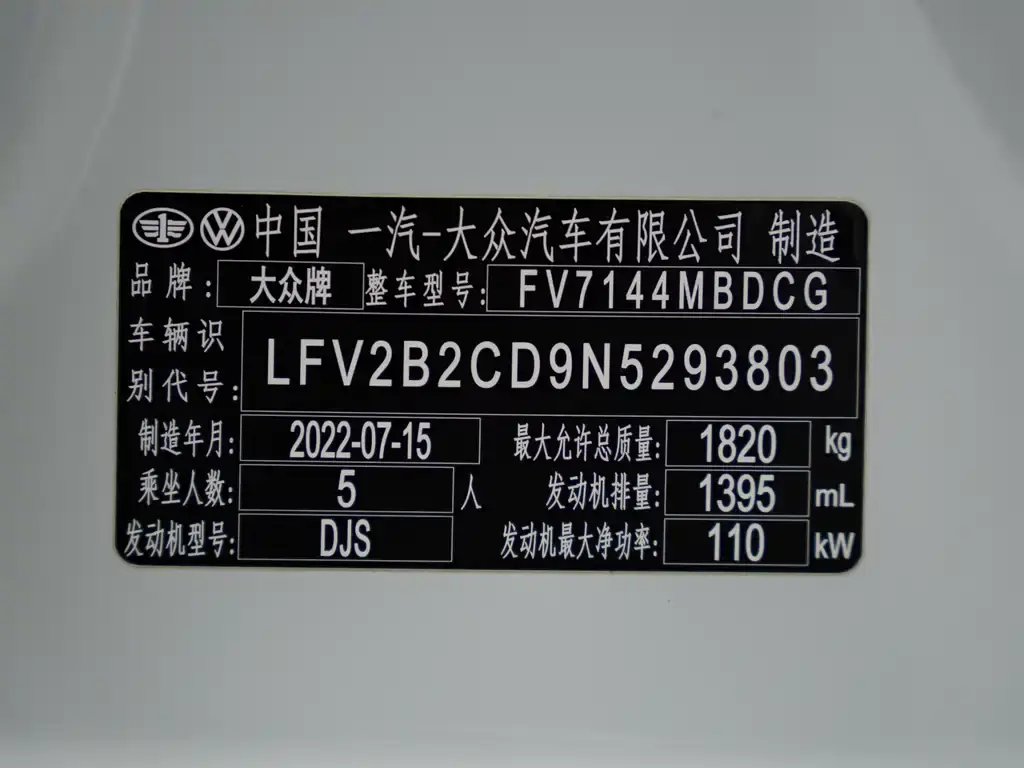 中国 一汽-大众汽车有限公司 制造
品牌: 大众牌 整车型号: FV7144MBDCG
车辆识别代号: LFV2B2CD9N5293803
制造年月: 2022-07-15 最大允许总质量: 1820 kg
乘坐人数: 5 人 发动机排量: 1395 mL
发动机型号: DJS 发动机最大净功率: 110 kW